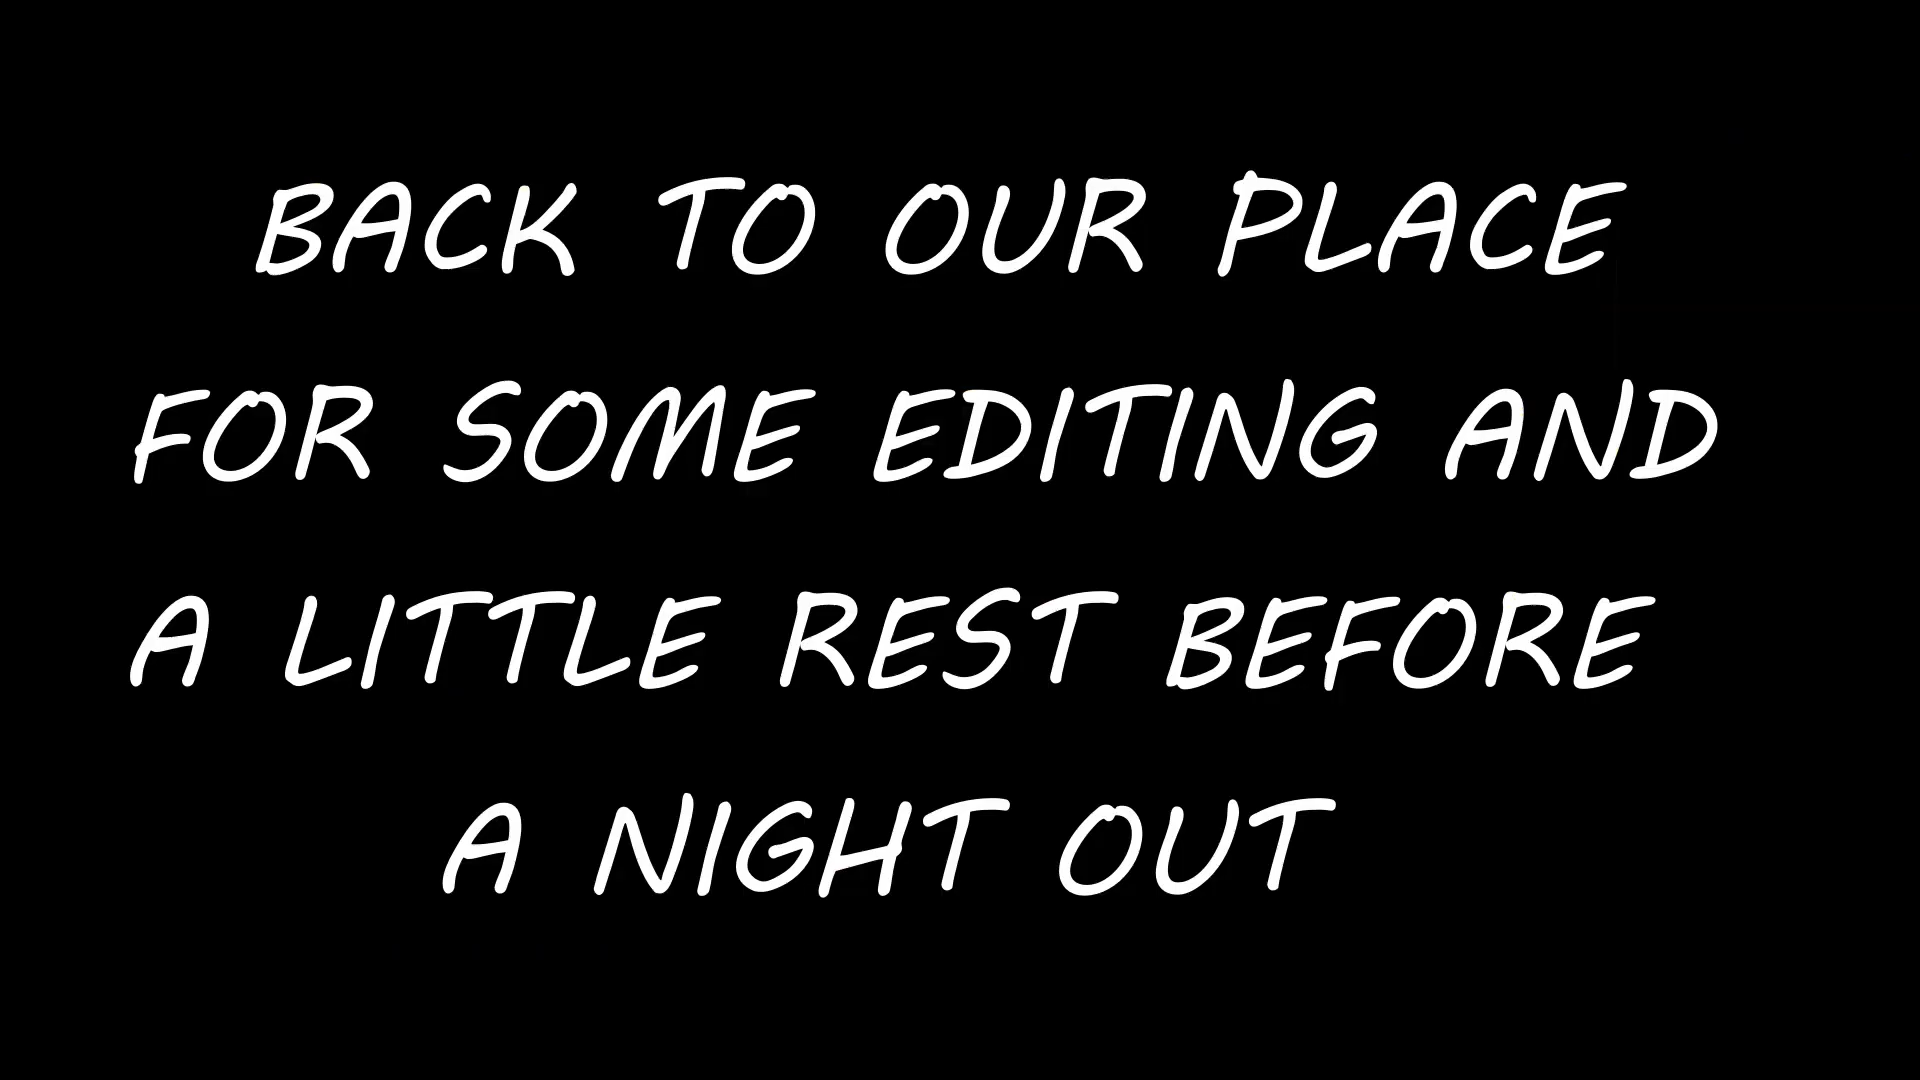 BACK TO OUR PLACE
FOR SOME EDITING AND
A LITTLE REST BEFORE
A NIGHT OUT